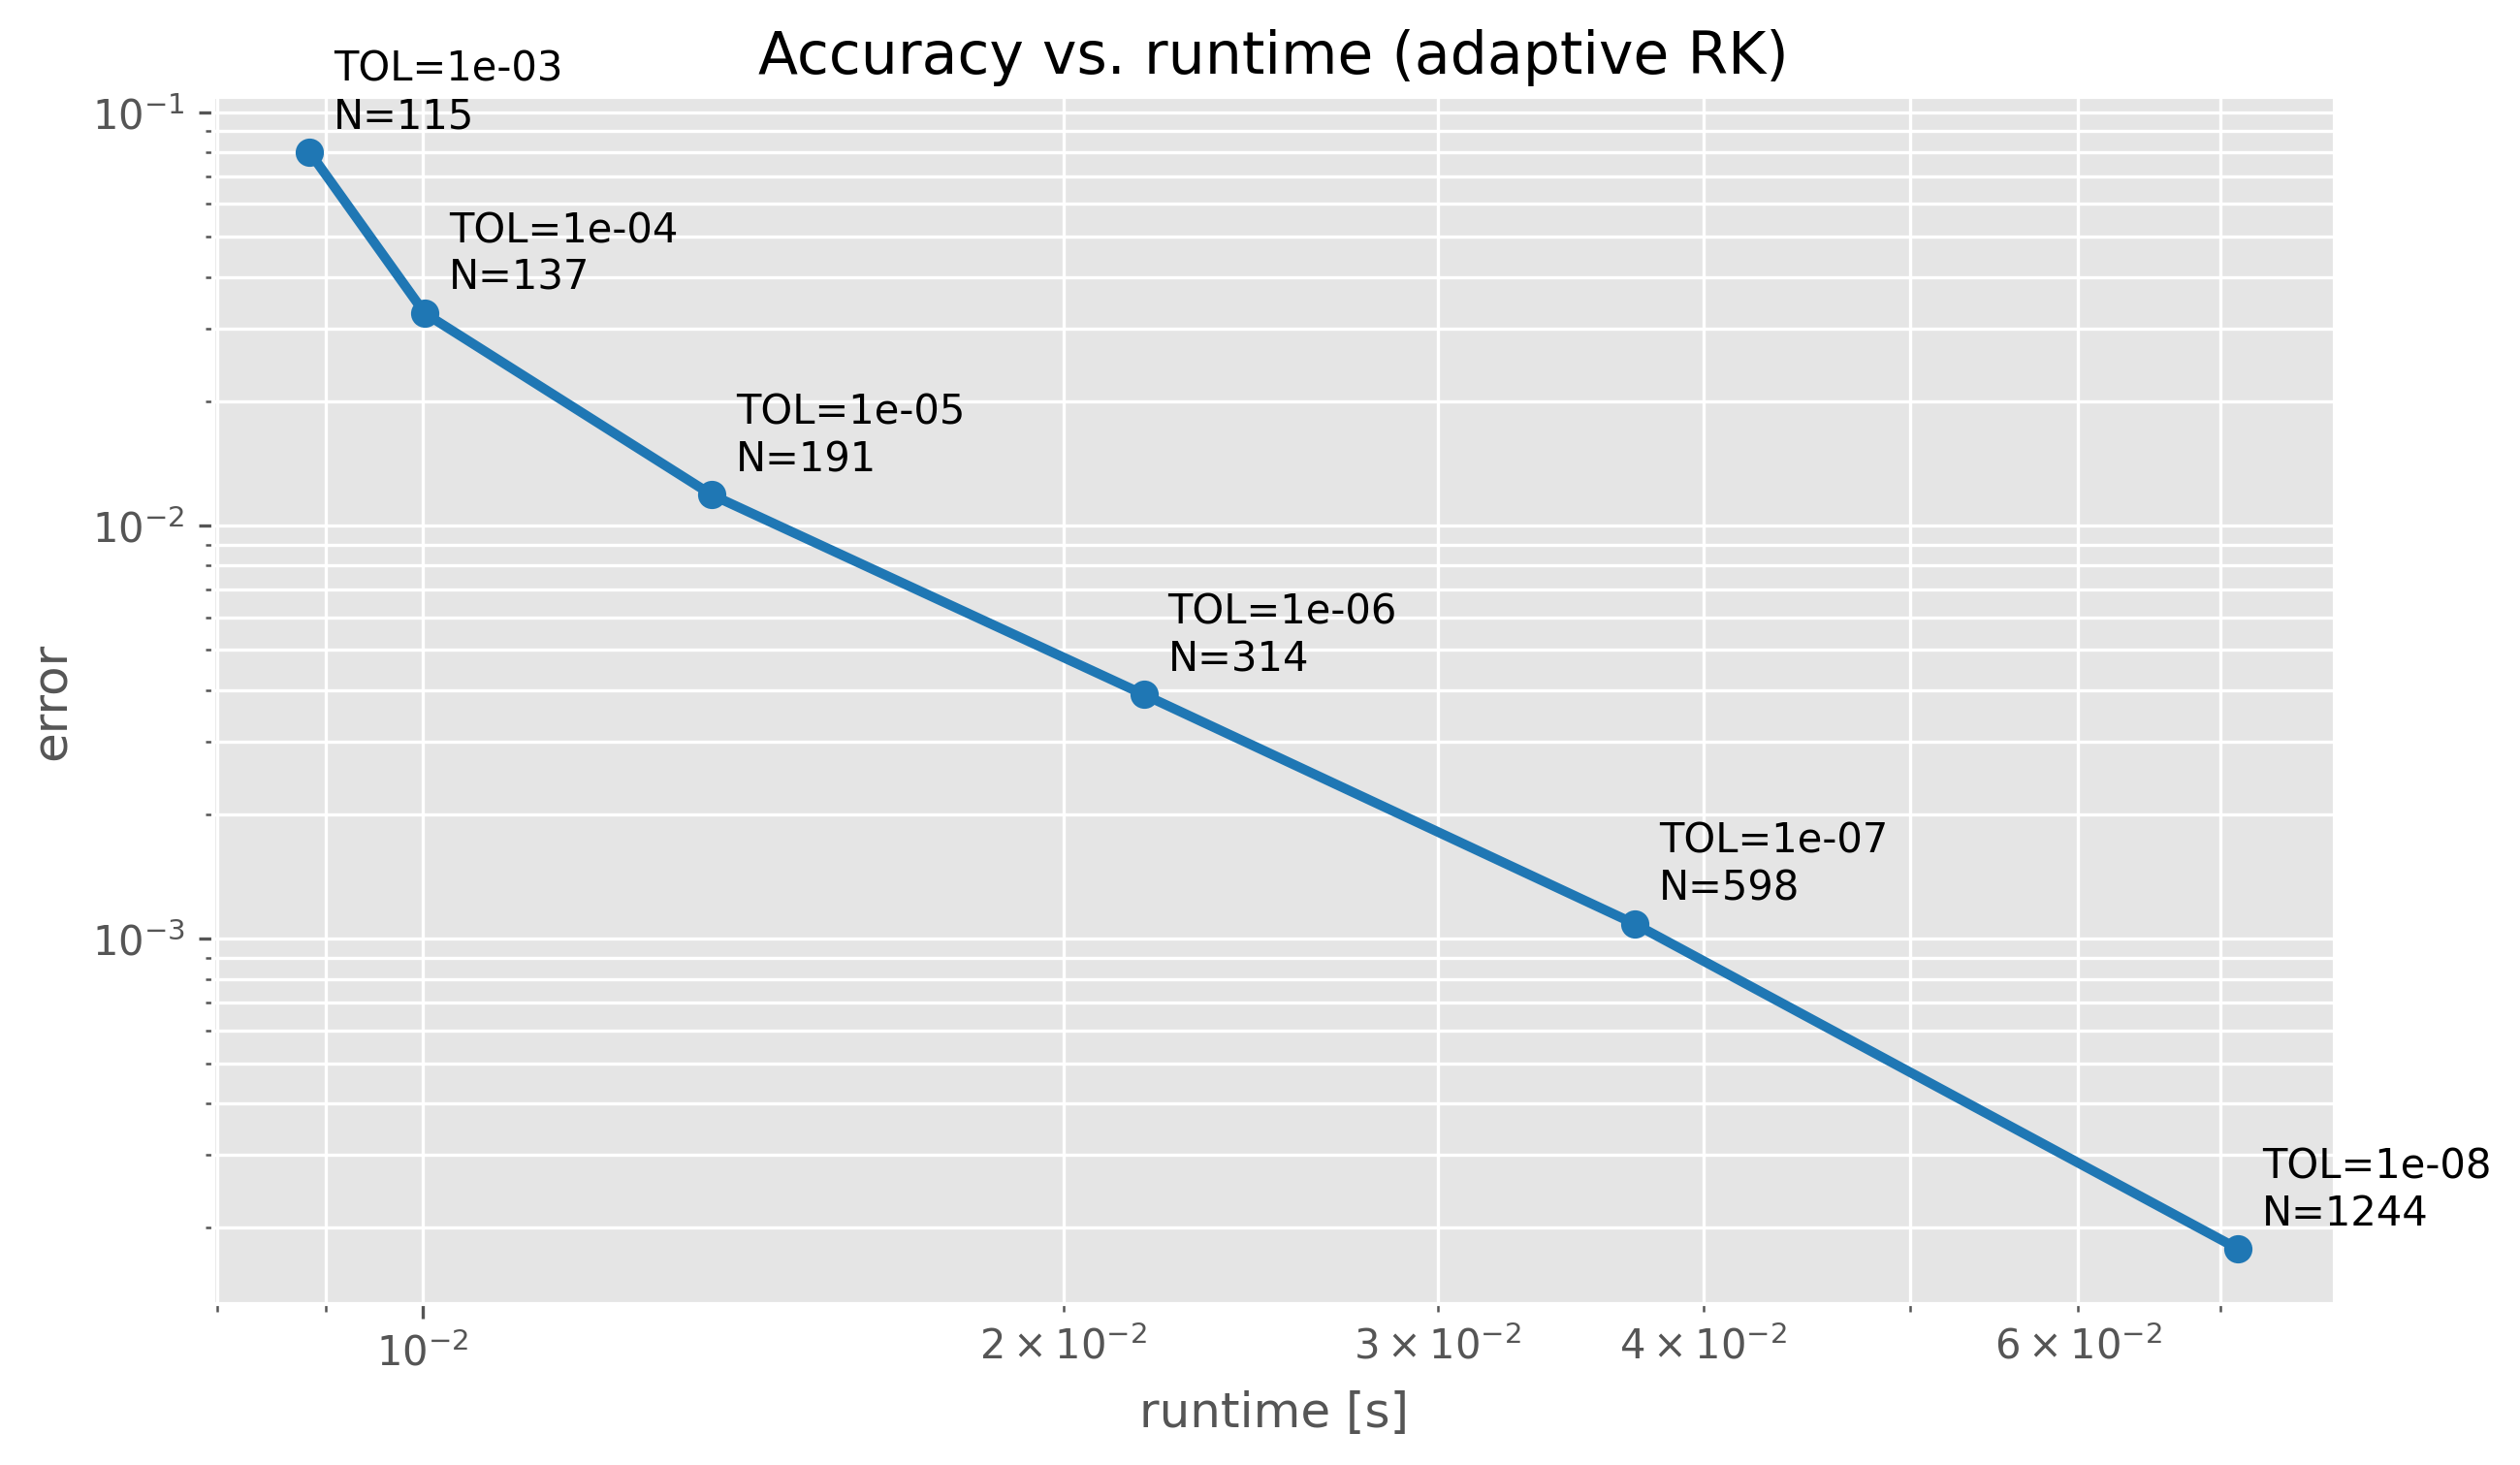 Accuracy vs. runtime (adaptive RK)
TOL=1e-03
N=115
TOL=1e-04
N=137
TOL=1e-05
N=191
TOL=1e-06
N=314
TOL=1e-07
N=598
TOL=1e-08
N=1244
10⁻¹
10⁻²
10⁻³
error
10⁻²
2 × 10⁻²
3 × 10⁻²
4 × 10⁻²
6 × 10⁻²
runtime [s]